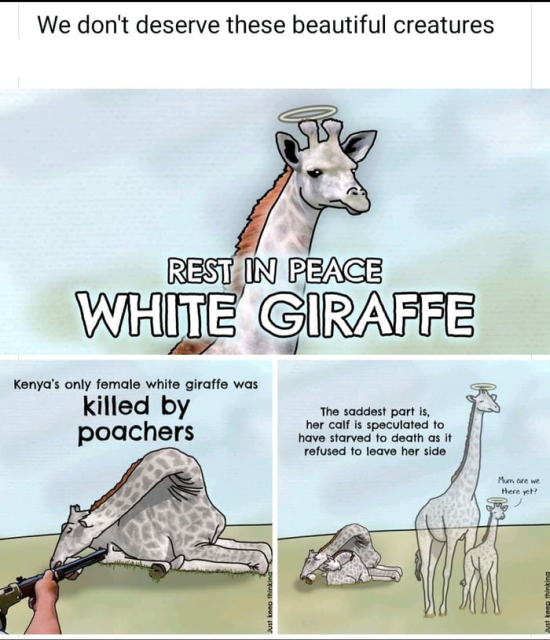 We don't deserve these beautiful creatures
REST IN PEACE
WHITE GIRAFFE
Kenya's only female white giraffe was
killed by
poachers
Just keep thinking
The saddest part is,
her calf is speculated to
have starved to death as it
refused to leave her side
Mum are we
there yet?
Just keep thinking